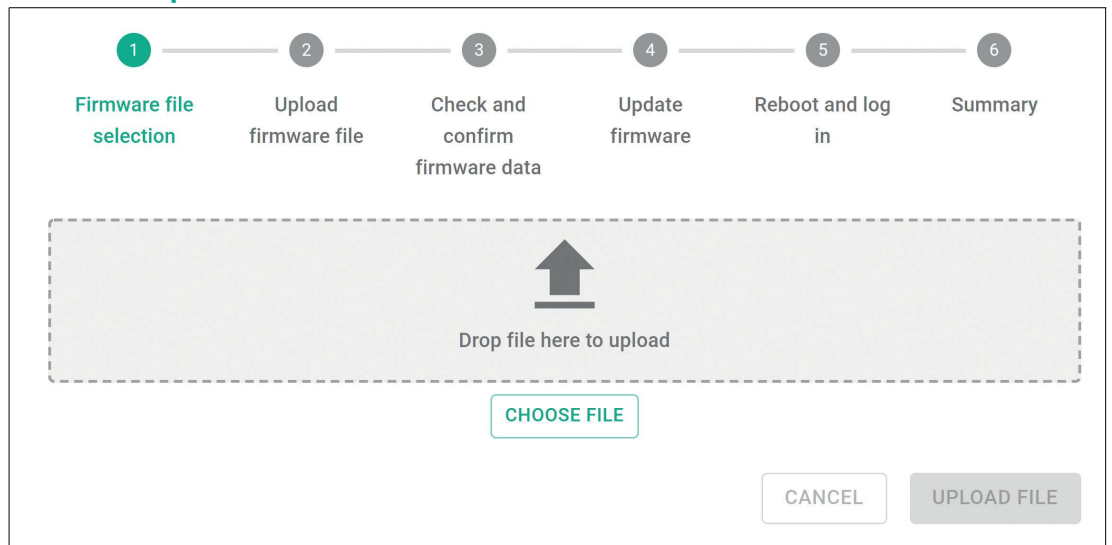 1 2 3 4 5 6
Firmware file Upload Check and Update Reboot and log Summary
selection firmware file confirm firmware in
firmware data
Drop file here to upload
CHOOSE FILE
CANCEL UPLOAD FILE